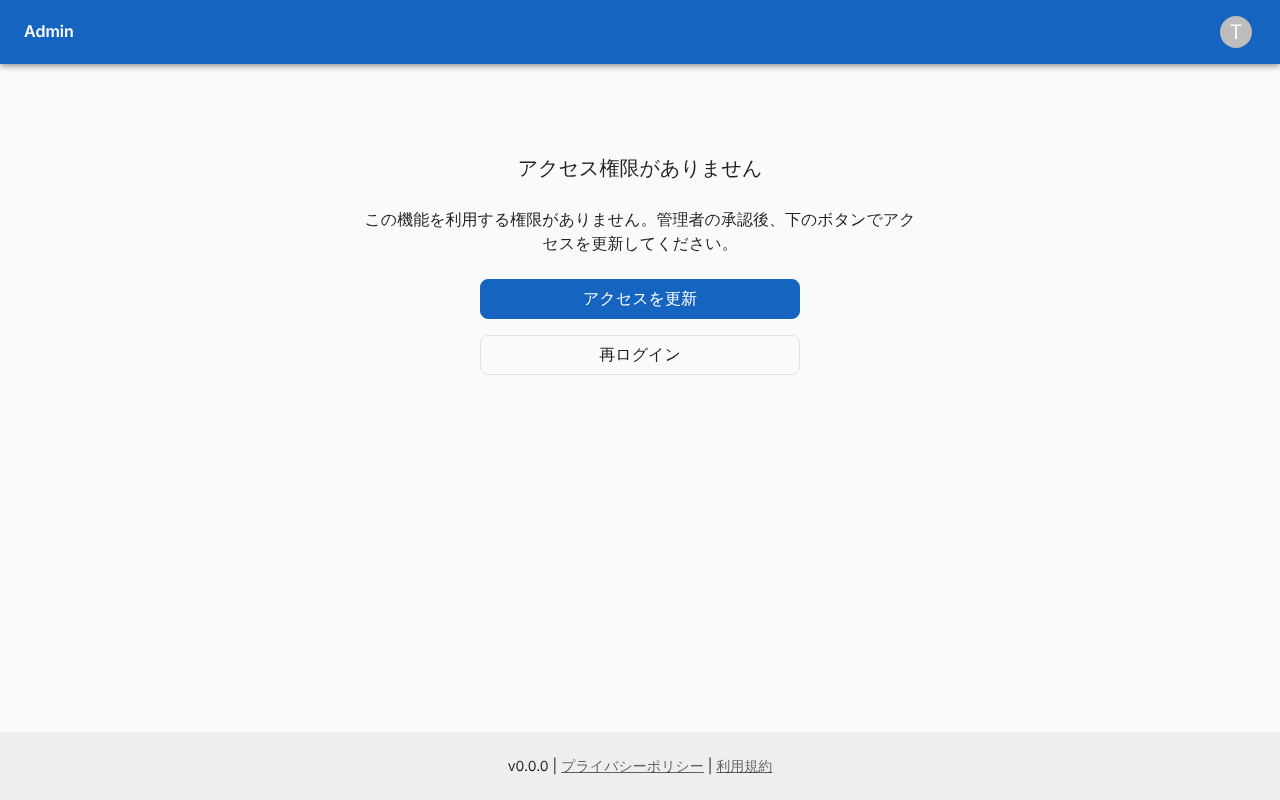 Admin
T
アクセス権限がありません
この機能を利用する権限がありません。管理者の承認後、下のボタンでアク
セスを更新してください。
アクセスを更新
再ログイン
v0.0.0 | プライバシーポリシー | 利用規約